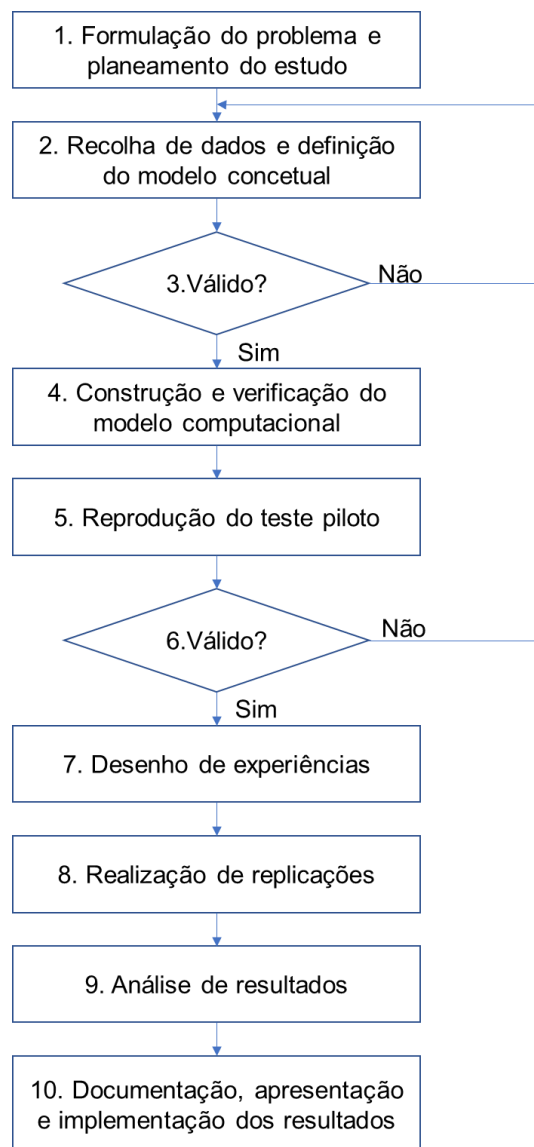 1. Formulação do problema e
planeamento do estudo
2. Recolha de dados e definição
do modelo concetual
3.Válido?
Não
Sim
4. Construção e verificação do
modelo computacional
5. Reprodução do teste piloto
6.Válido?
Não
Sim
7. Desenho de experiências
8. Realização de replicações
9. Análise de resultados
10. Documentação, apresentação
e implementação dos resultados